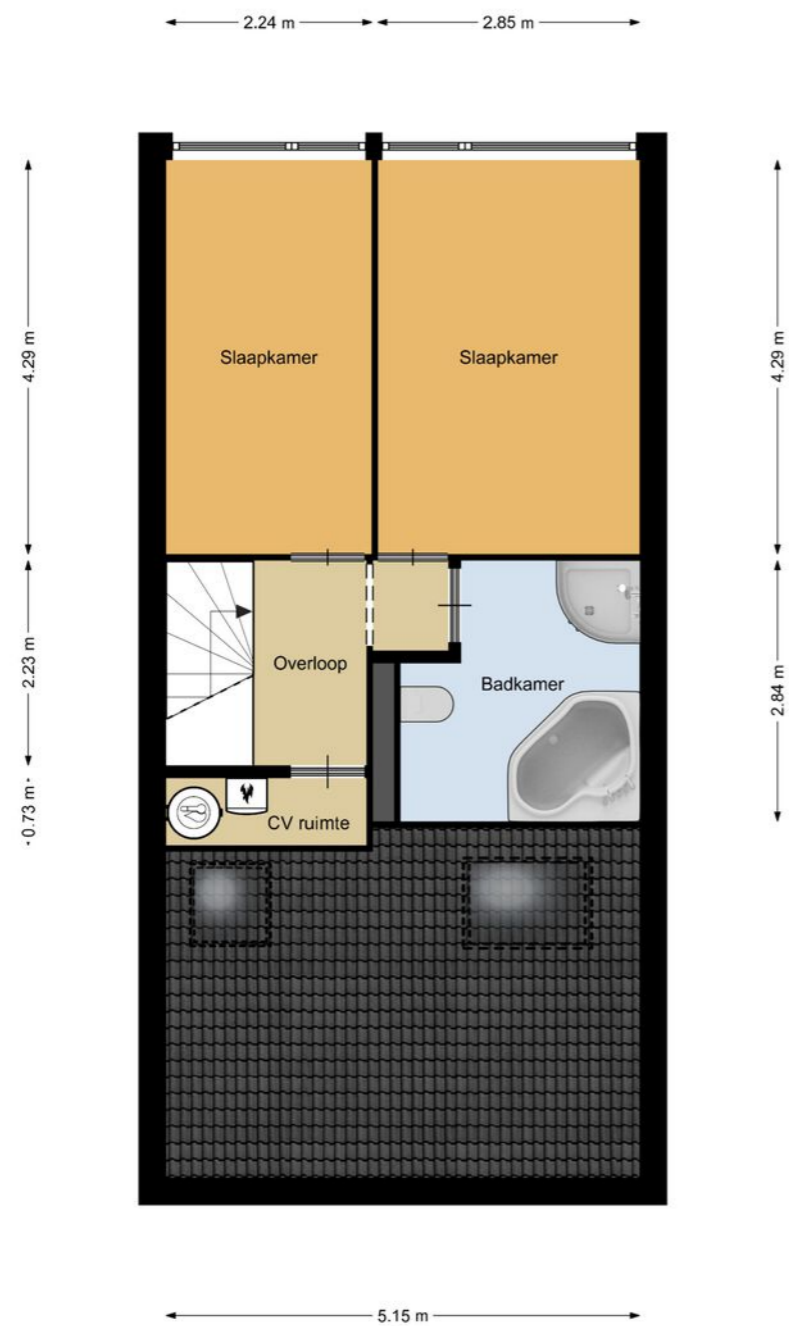 2.24 m
2.85 m
4.29 m
4.29 m
Slaapkamer
Slaapkamer
2.23 m
Overloop
2.84 m
Badkamer
0.73 m
CV ruimte
5.15 m